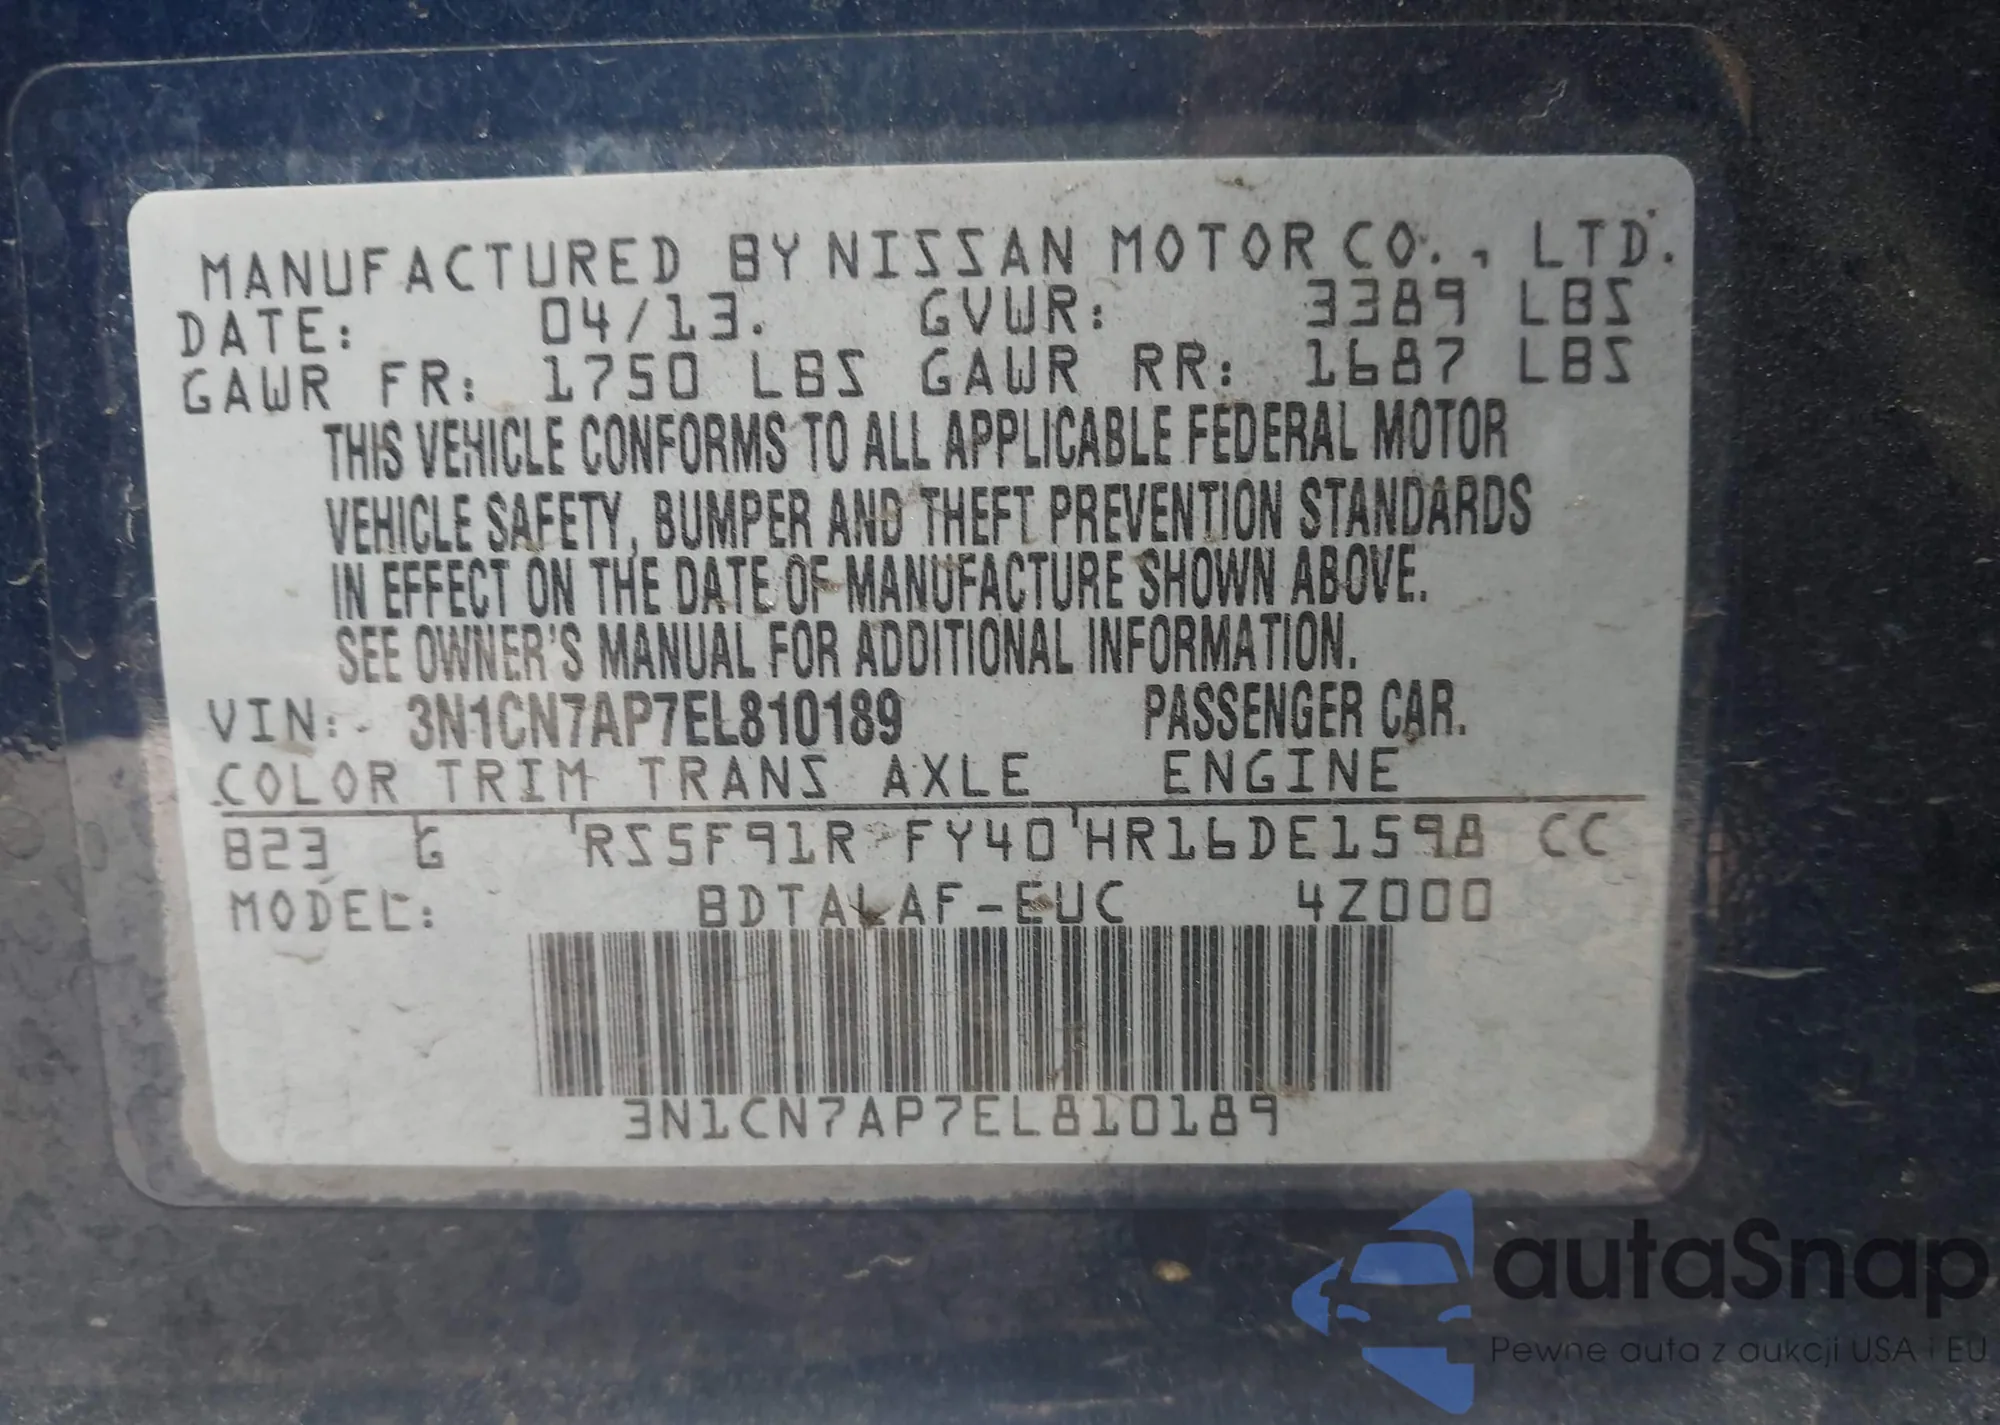 MANUFACTURED BY NISSAN MOTOR CO., LTD.
DATE: 04/13. GVWR: 3389 LBS
GAWR FR: 1750 LBS GAWR RR: 1687 LBS
THIS VEHICLE CONFORMS TO ALL APPLICABLE FEDERAL MOTOR
VEHICLE SAFETY, BUMPER AND THEFT PREVENTION STANDARDS
IN EFFECT ON THE DATE OF MANUFACTURE SHOWN ABOVE.
SEE OWNER'S MANUAL FOR ADDITIONAL INFORMATION.
VIN: 3N1CN7AP7EL810189 PASSENGER CAR.
COLOR TRIM TRANS AXLE ENGINE
823 G RS5F91R FY40 HR16DE1598 CC
MODEL: BDTALAF-EUC 4Z000
3N1CN7AP7EL810189
autaSnap
Pewne auta z aukcji USA i EU